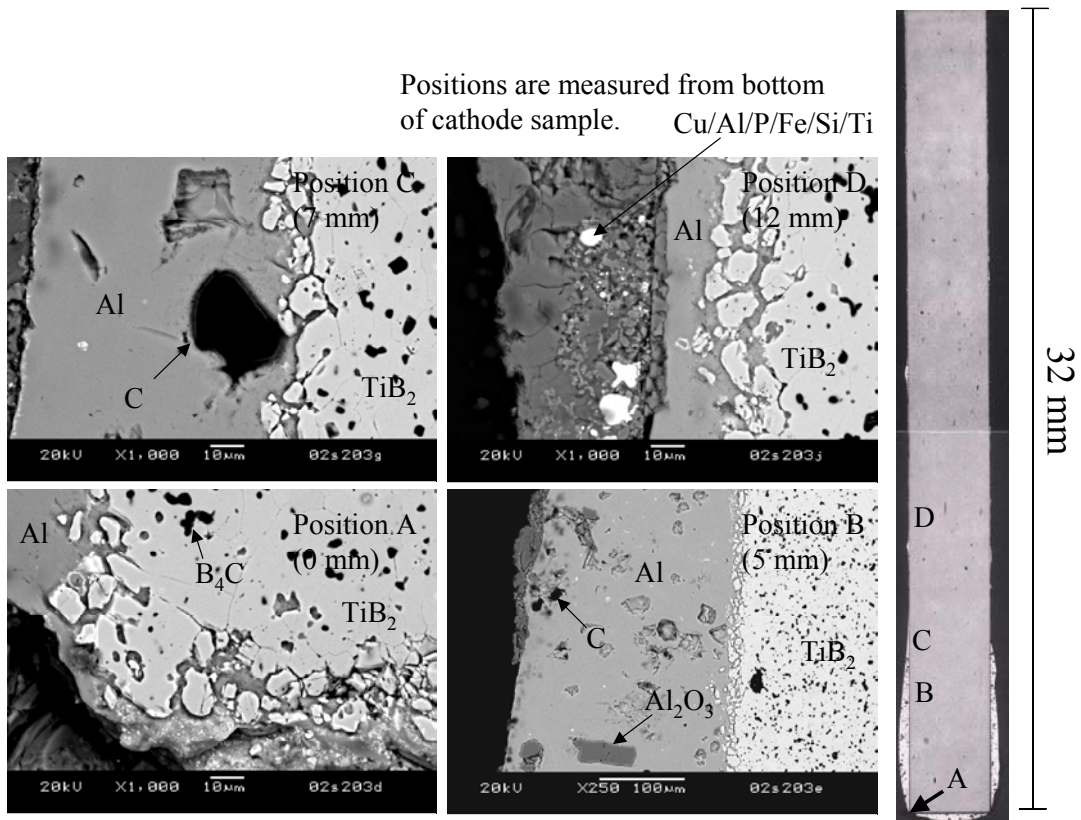 Positions are measured from bottom
of cathode sample.
Cu/Al/P/Fe/Si/Ti
Position C
(7 mm)
Al
C
TiB₂
20kV X1,000 10µm 02s203g
Position D
(12 mm)
Al
TiB₂
20kV X1,000 10µm 02s203j
Position A
(0 mm)
Al
B₄C
TiB₂
20kV X1,000 10µm 02s203d
Position B
(5 mm)
Al
C
TiB₂
Al₂O₃
20kV X250 100µm 02s203e
D
C
B
A
32 mm